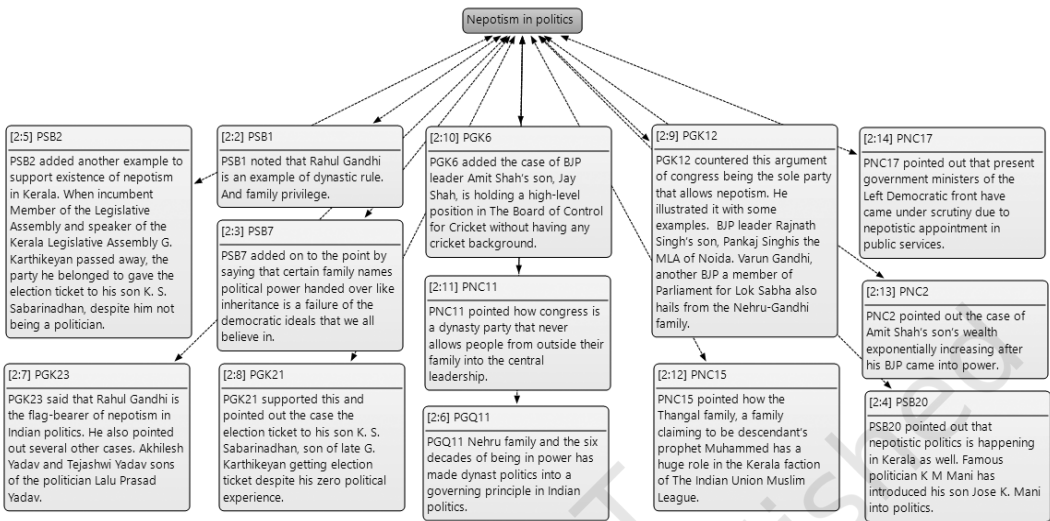 Nepotism in politics
[2:5] PSB2
PSB2 added another example to
support existence of nepotism
in Kerala. When incumbent
Member of the Legislative
Assembly and speaker of the
Kerala Legislative Assembly G.
Karthikeyan passed away, the
party he belonged to gave the
election ticket to his son K. S.
Sabarinadhan, despite him not
being a politician.
[2:2] PSB1
PSB1 noted that Rahul Gandhi
is an example of dynastic rule.
And family privilege.
[2:3] PSB7
PSB7 added on to the point by
saying that certain family names
political power handed over like
inheritance is a failure of the
democratic ideals that we all
believe in.
[2:10] PGK6
PGK6 added the case of BJP
leader Amit Shah's son, Jay
Shah, is holding a high-level
position in The Board of Control
for Cricket without having any
cricket background.
[2:9] PGK12
PGK12 countered this argument
of congress being the sole party
that allows nepotism. He
illustrated it with some
examples.  BJP leader Rajnath
Singh's son, Pankaj Singhis the
MLA of Noida. Varun Gandhi,
another BJP a member of
Parliament for Lok Sabha also
hails from the Nehru-Gandhi
family.
[2:14] PNC17
PNC17 pointed out that present
government ministers of the
Left Democratic front have
came under scrutiny due to
nepotistic appointment in
public services.
[2:11] PNC11
PNC11 pointed how congress is
a dynasty party that never
allows people from outside their
family into the central
leadership.
[2:13] PNC2
PNC2 pointed out the case of
Amit Shah's son's wealth
exponentially increasing after
his BJP came into power.
[2:7] PGK23
PGK23 said that Rahul Gandhi is
the flag-bearer of nepotism in
Indian politics. He also pointed
out several other cases. Akhilesh
Yadav and Tejashwi Yadav sons
of the politician Lalu Prasad
Yadav.
[2:8] PGK21
PGK21 supported this and
pointed out the case the
election ticket to his son K. S.
Sabarinadhan, son of late G.
Karthikeyan getting election
ticket despite his zero political
experience.
[2:6] PGQ11
PGQ11 Nehru family and the six
decades of being in power has
made dynast politics into a
governing principle in Indian
politics.
[2:12] PNC15
PNC15 pointed how the
Thangal family, a family
claiming to be descendant's
prophet Muhammed has a
huge role in the Kerala faction
of The Indian Union Muslim
League.
[2:4] PSB20
PSB20 pointed out that
nepotistic politics is happening
in Kerala as well. Famous
politician K M Mani has
introduced his son Jose K. Mani
into politics.